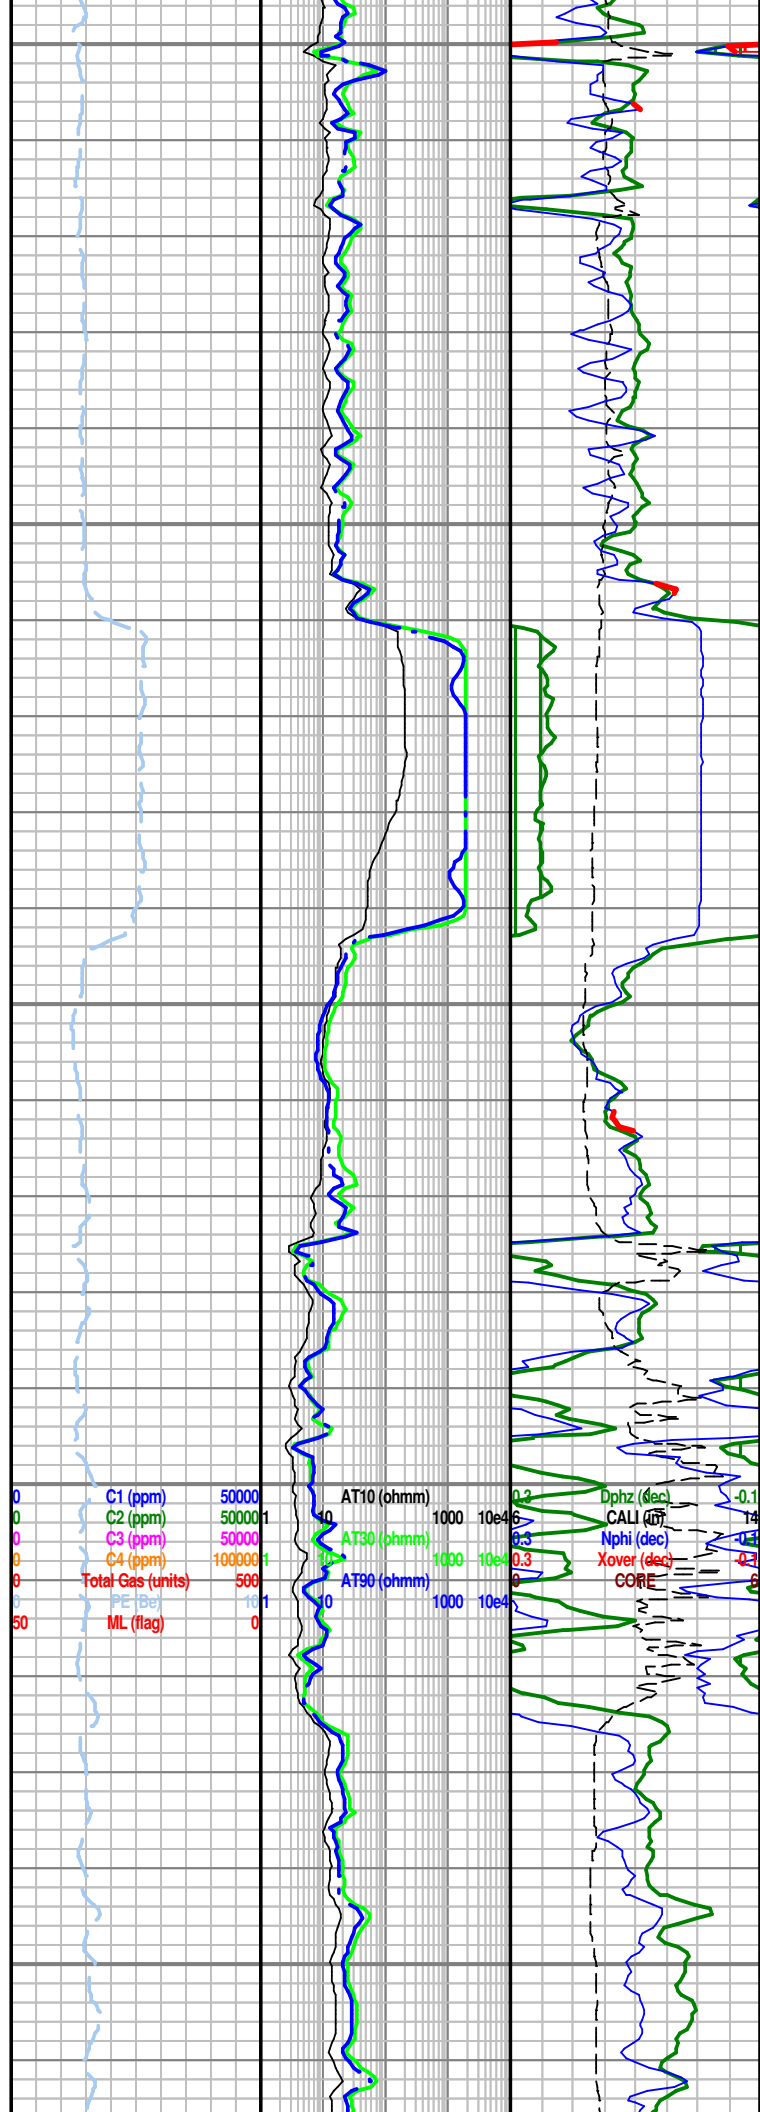 0 C1 (ppm) 50000
0 C2 (ppm) 50000
0 C3 (ppm) 50000
0 C4 (ppm) 100000
0 Total Gas (units) 500
0 PE (Be) 10
50 ML (flag) 0
AT10 (ohmm)
1 10 1000 10e4
AT30 (ohmm)
1 10 1000 10e4
AT90 (ohmm)
1 10 1000 10e4
0.3 Dphz (dec) -0.1
6 CALI (in) 14
0.3 Nphi (dec) -0.1
0.3 Xover (dec) -0.1
0 CORE 6